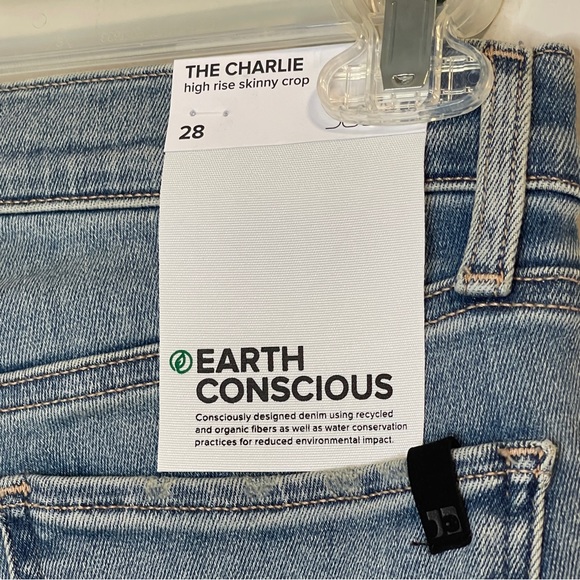 THE CHARLIE
high rise skinny crop
28
EARTH
CONSCIOUS
Consciously designed denim using recycled
and organic fibers as well as water conservation
practices for reduced environmental impact.